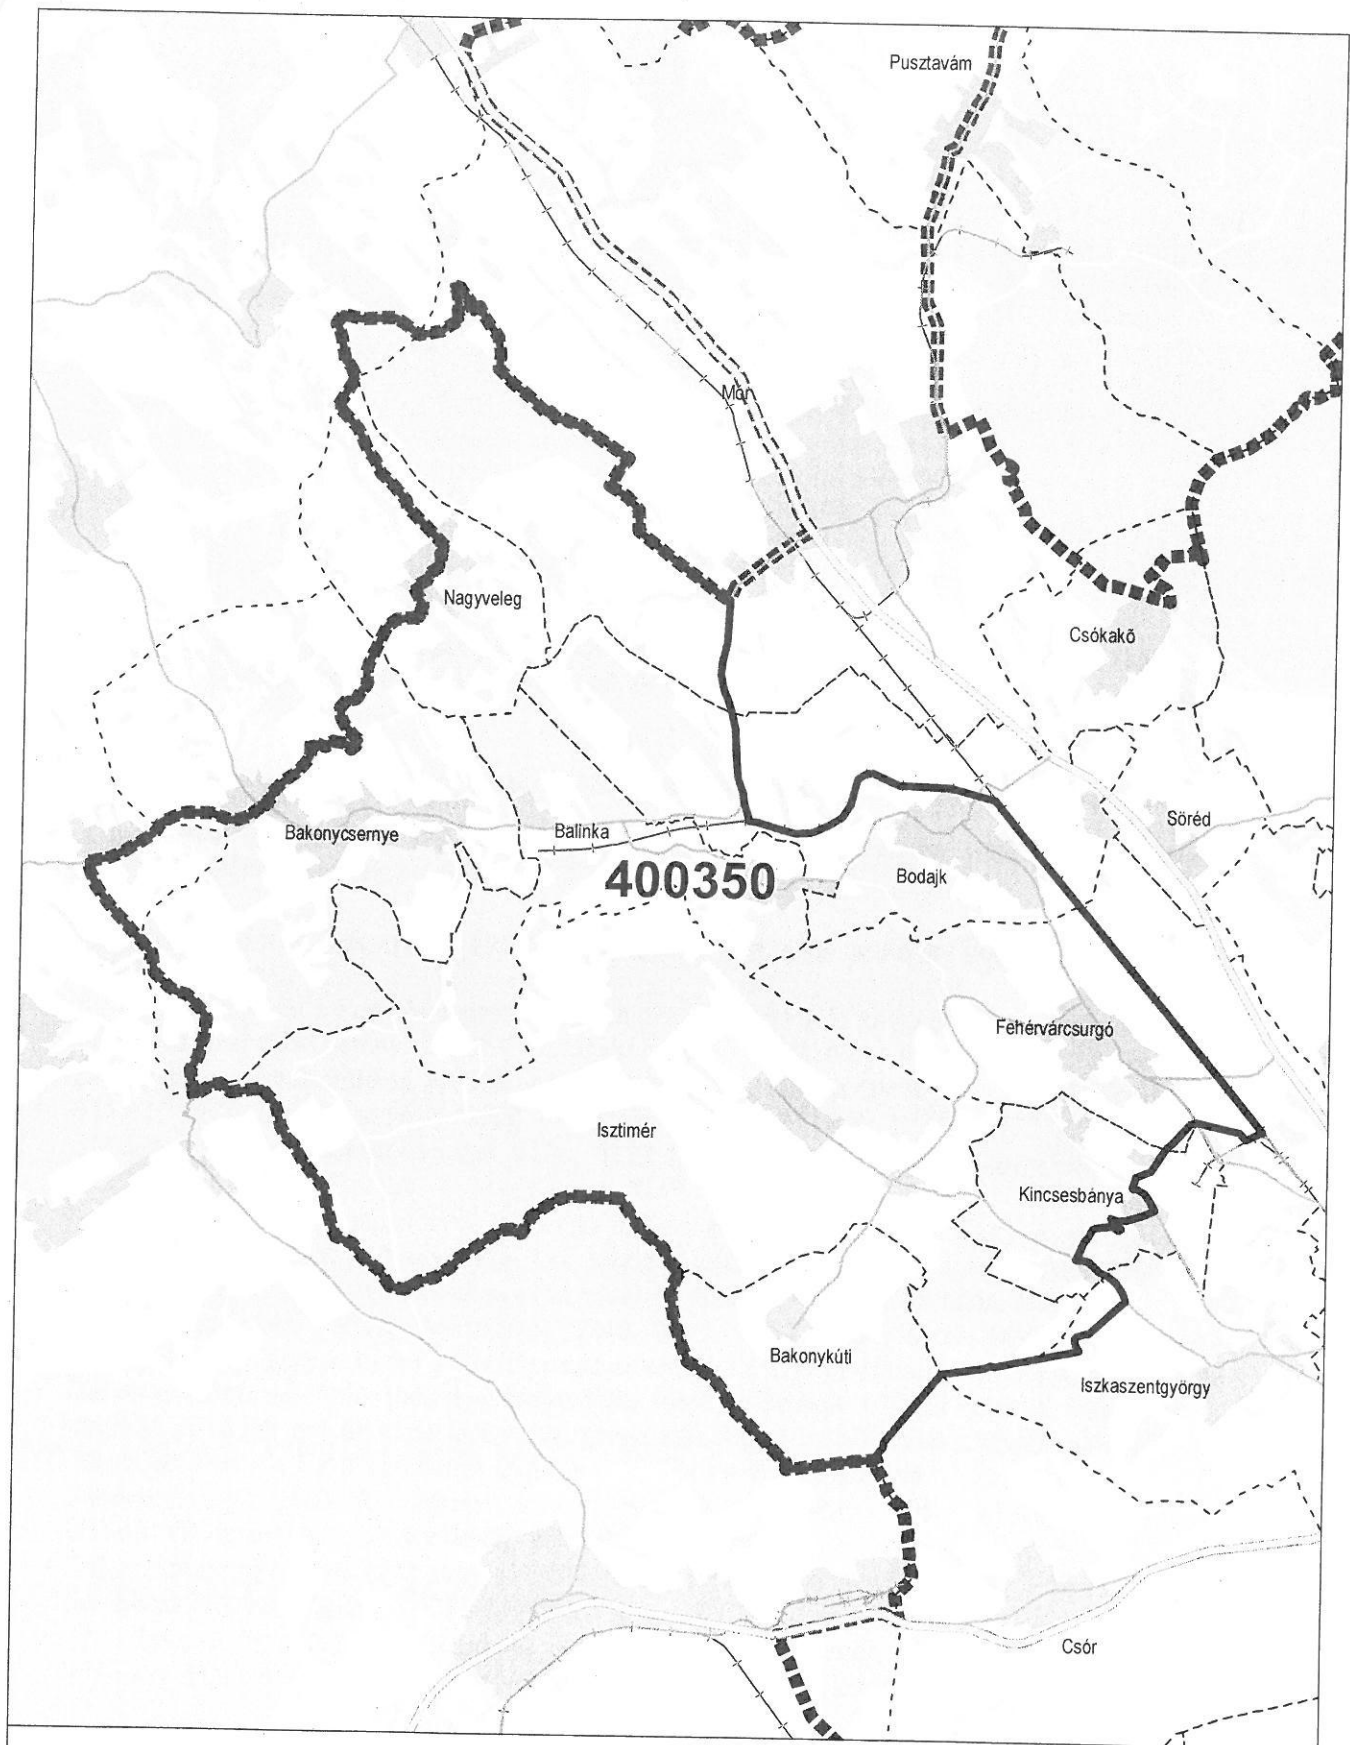 Pusztavám
Mór
Nagyveleg
Csókakő
Söréd
Bakonycsernye
Balinka
400350
Bodajk
Fehérvárcsurgó
Isztimér
Kincsesbánya
Bakonykúti
Iszkaszentgyörgy
Csór